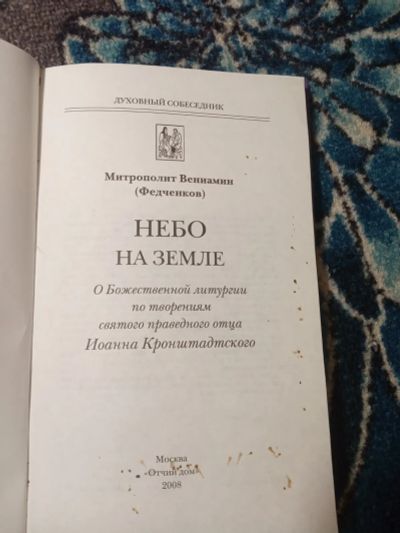 ДУХОВНЫЙ СОБЕСЕДНИК
Митрополит Вениамин
(Федченков)
НЕБО
НА ЗЕМЛЕ
О Божественной литургии
по творениям
святого праведного отца
Иоанна Кронштадтского
Москва
«Отчий дом»
2008